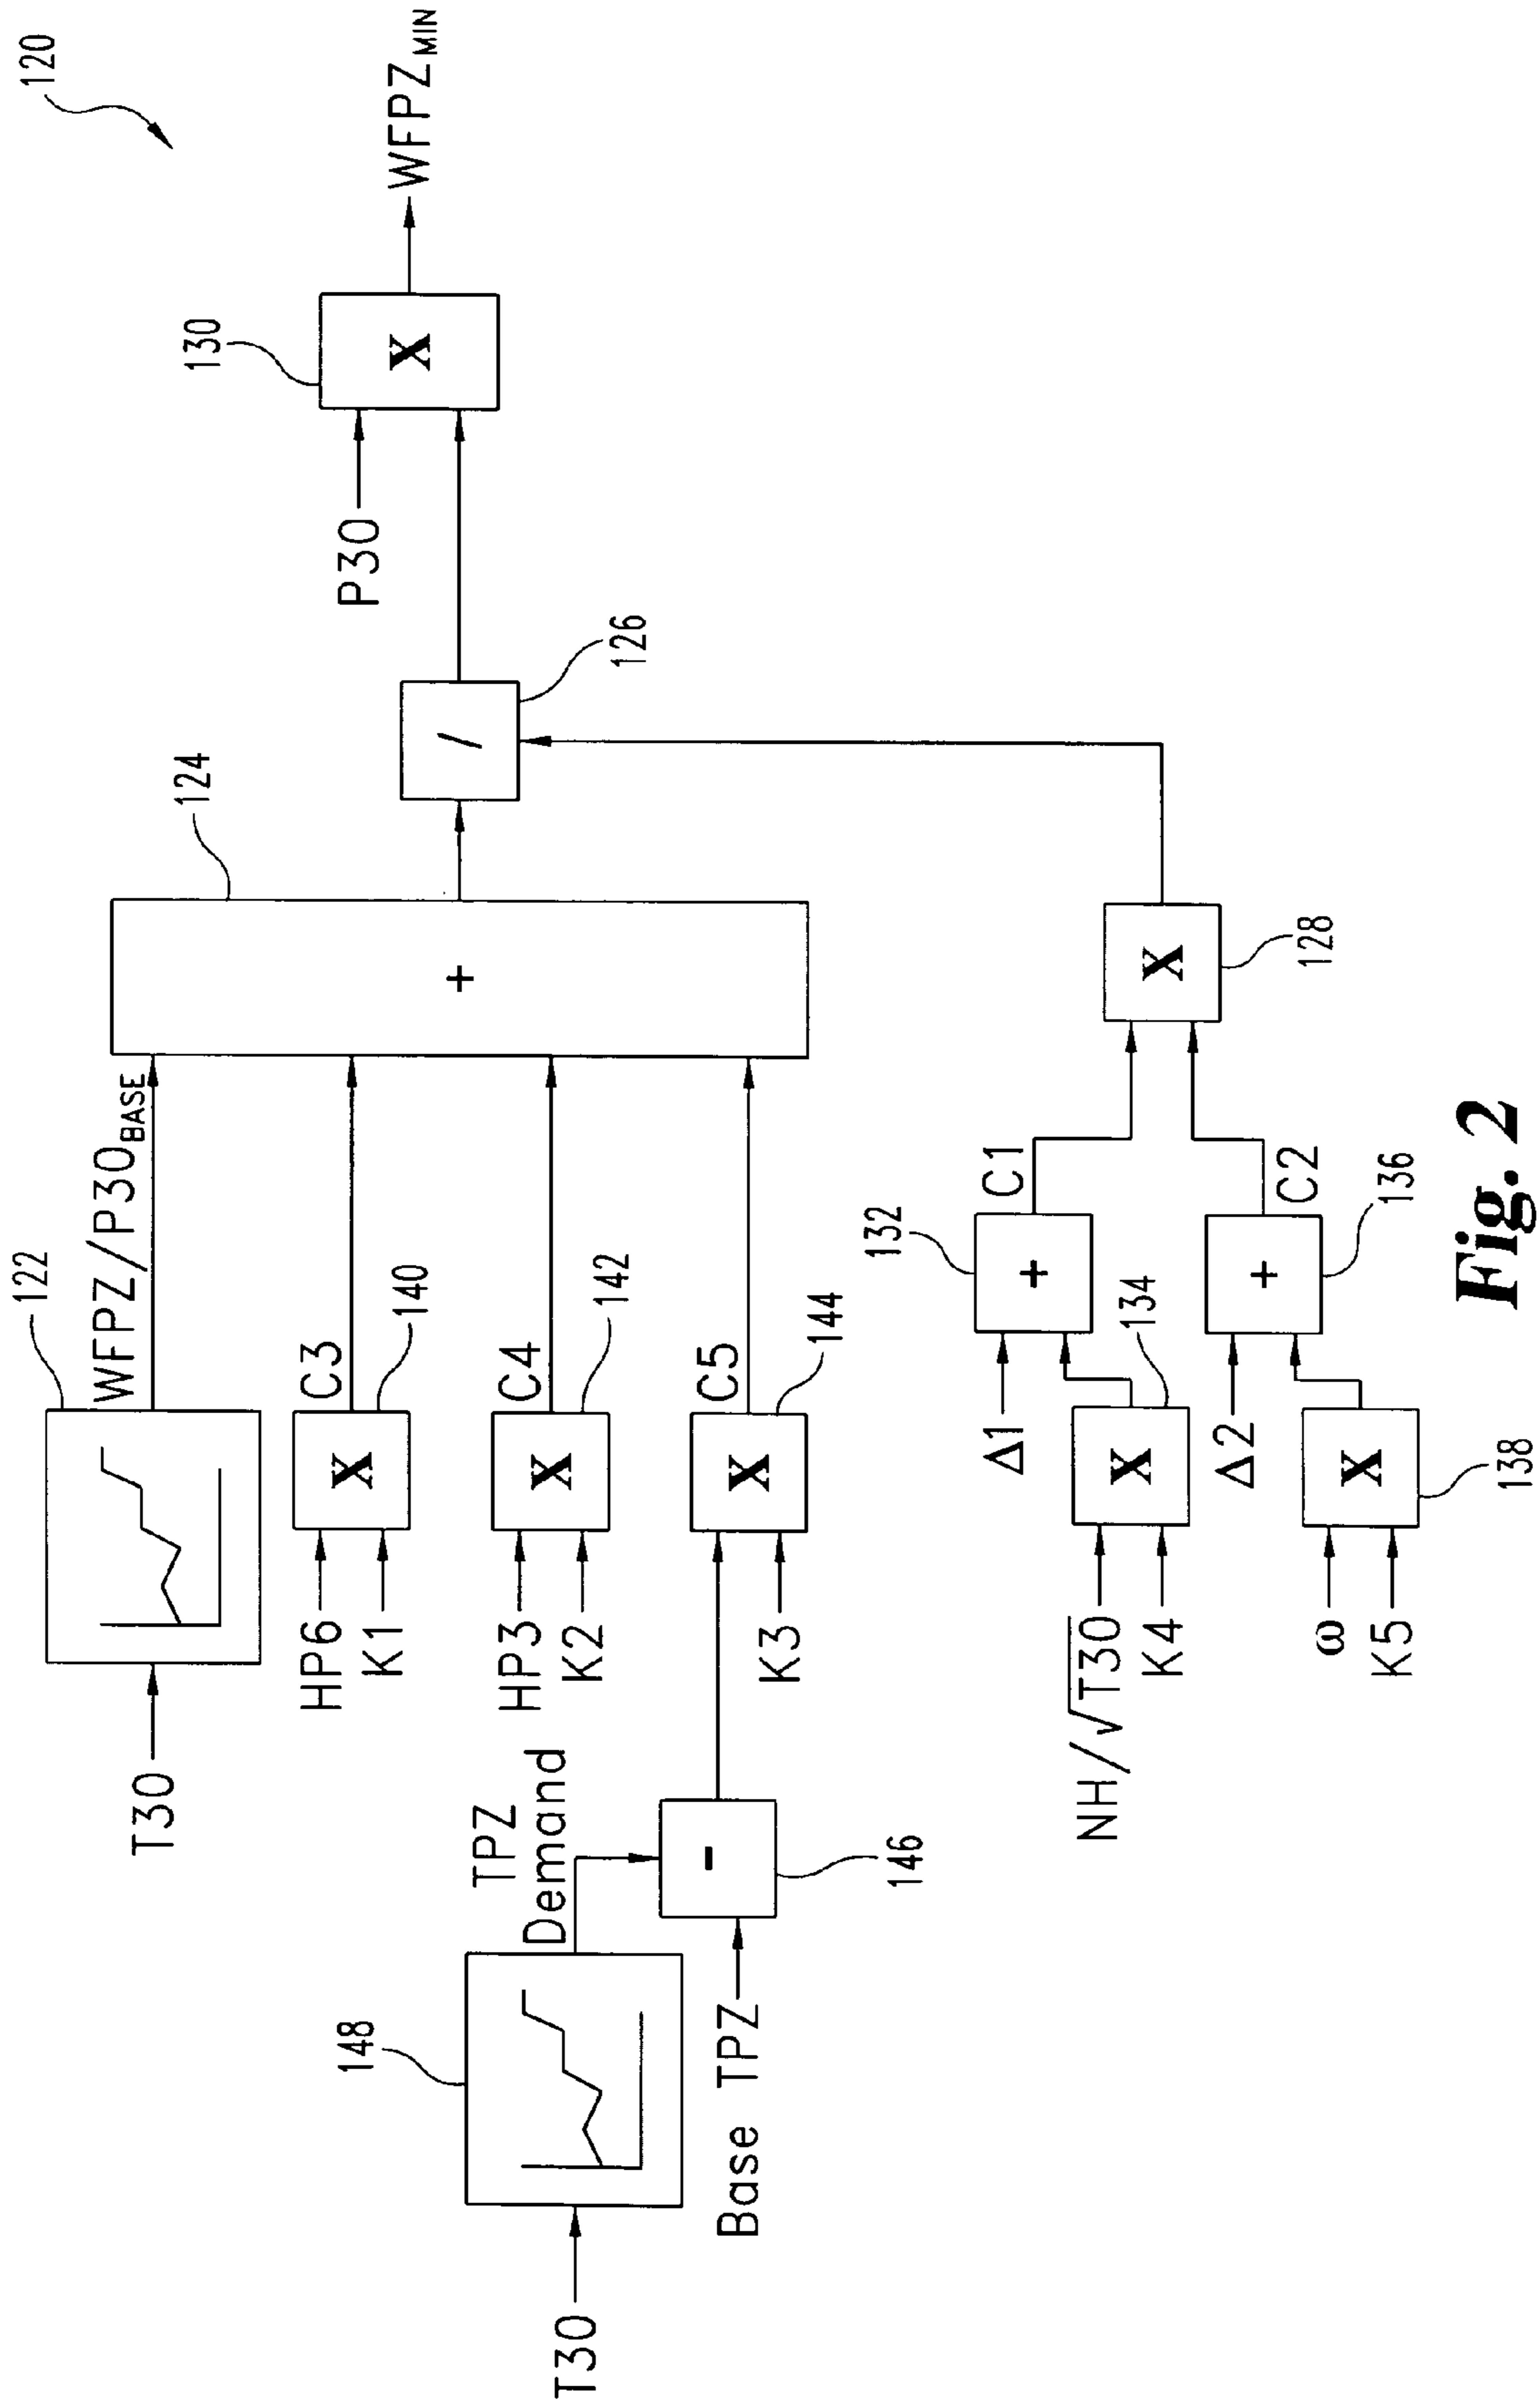 120
122
T30
WFPZ/P30BASE
124
HP6
K1
C3
140
HP3
K2
C4
142
148
T30
TPZ
Demand
Base TPZ
-
146
K3
C5
144
X
X
X
+
/
126
P30
130
X
WFPZMIN
NH/√T30
K4
X
134
Δ1
+
132
C1
ω
K5
X
138
Δ2
+
136
C2
X
128
Fig. 2